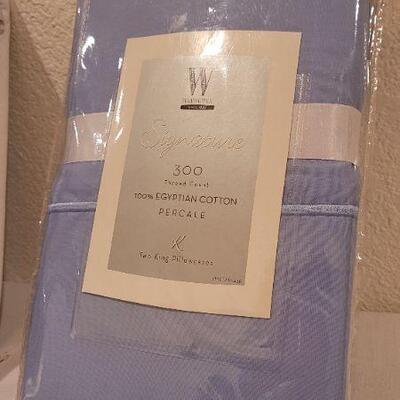 W
Signature
300
Thread Count
100% EGYPTIAN COTTON
PERCALE
K
Two King Pillowcases